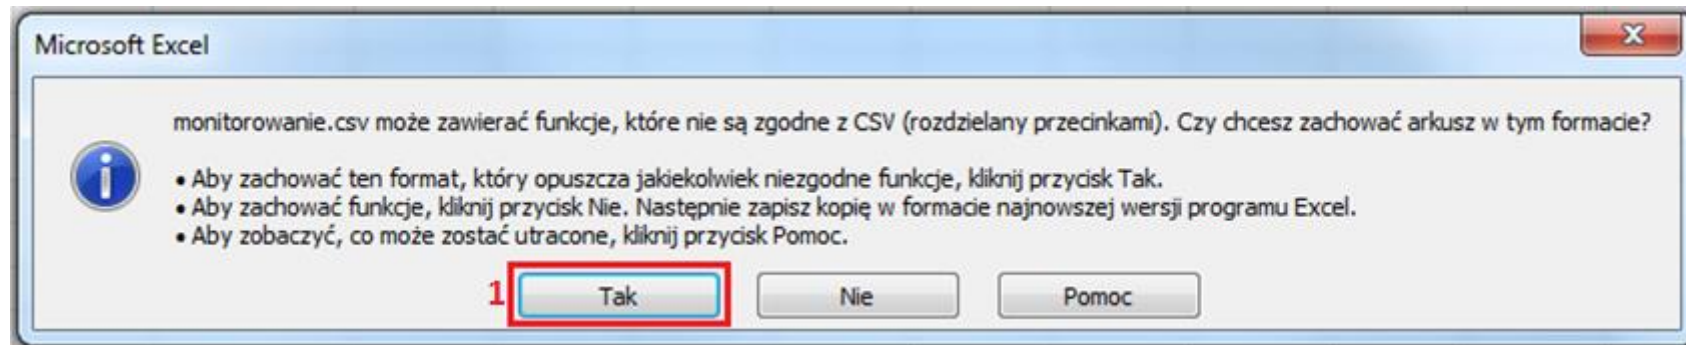 Microsoft Excel
monitorowanie.csv może zawierać funkcje, które nie są zgodne z CSV (rozdzielany przecinkami). Czy chcesz zachować arkusz w tym formacie?
• Aby zachować ten format, który opuszcza jakiekolwiek niezgodne funkcje, kliknij przycisk Tak.
• Aby zachować funkcje, kliknij przycisk Nie. Następnie zapisz kopię w formacie najnowszej wersji programu Excel.
• Aby zobaczyć, co może zostać utracone, kliknij przycisk Pomoc.
1 Tak Nie Pomoc